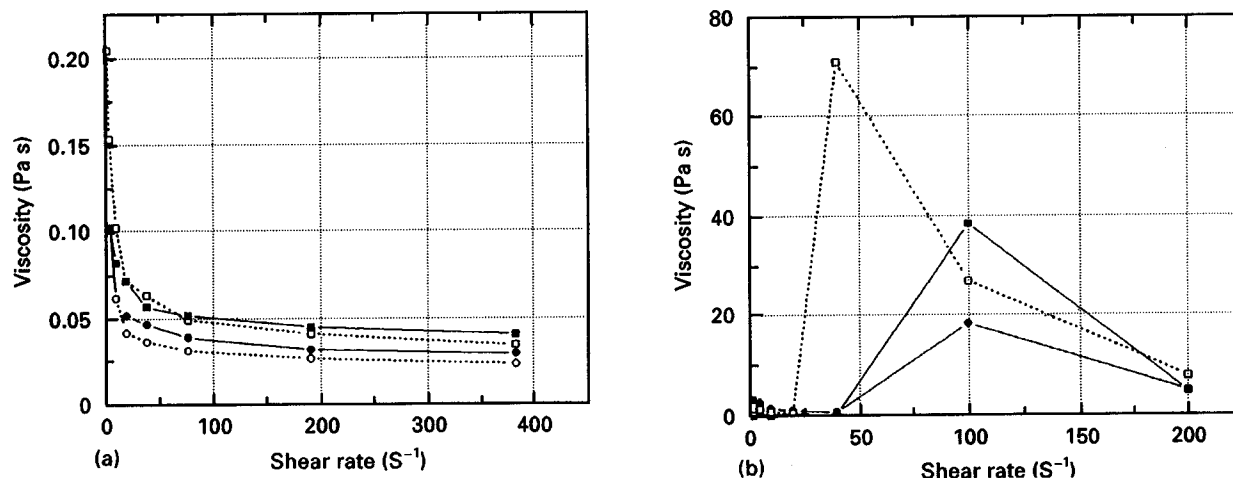 0.20
0.15
0.10
0.05
0
Viscosity (Pa s)
0 100 200 300 400
(a) Shear rate (S⁻¹)
80
60
40
20
0
Viscosity (Pa s)
0 50 100 150 200
(b) Shear rate (S⁻¹)